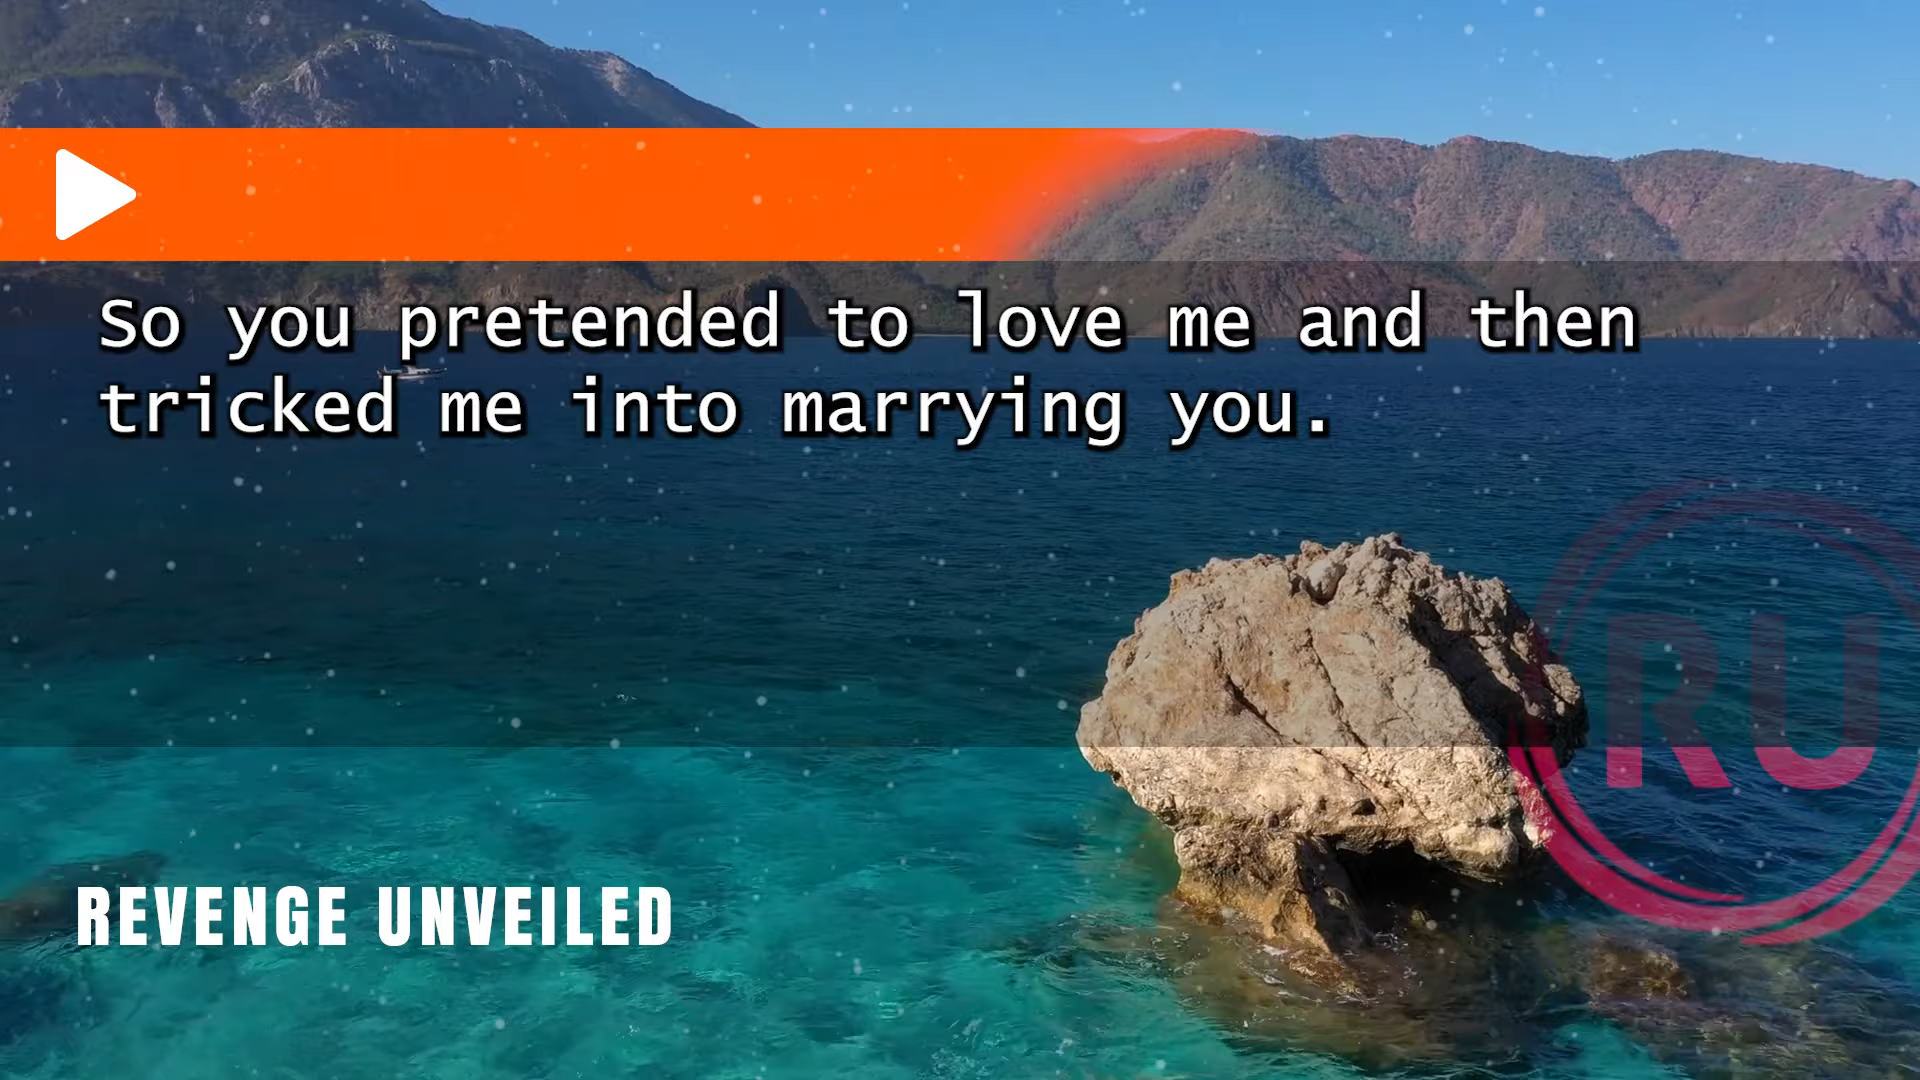 So you pretended to love me and then
tricked me into marrying you.
RU
REVENGE UNVEILED